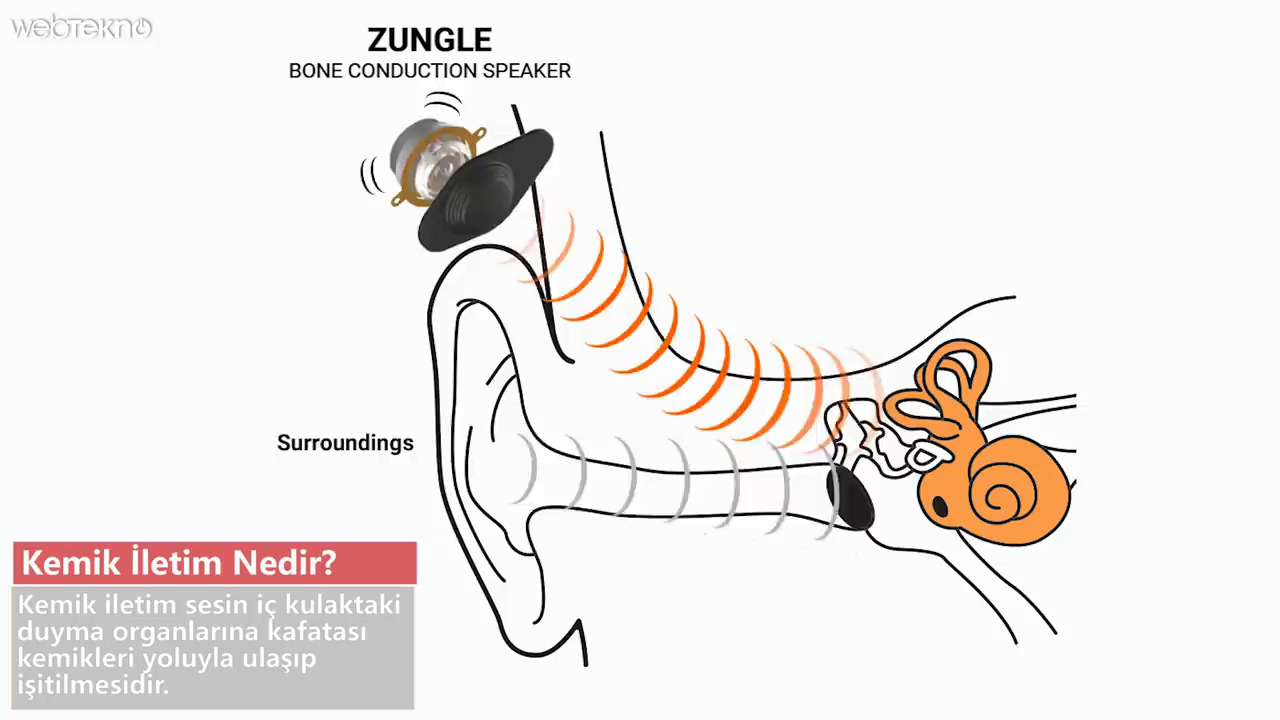 webtekno
ZUNGLE
BONE CONDUCTION SPEAKER
Surroundings
Kemik İletim Nedir?
Kemik iletim sesin iç kulaktaki
duyma organlarına kafatası
kemikleri yoluyla ulaşıp
işitilmesidir.